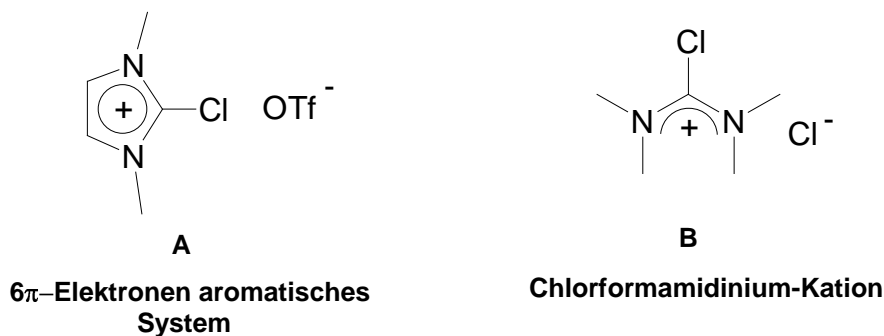 N
+
N
Cl
OTf -
A
6π–Elektronen aromatisches
System
Cl
N
+
N
Cl -
B
Chlorformamidinium-Kation